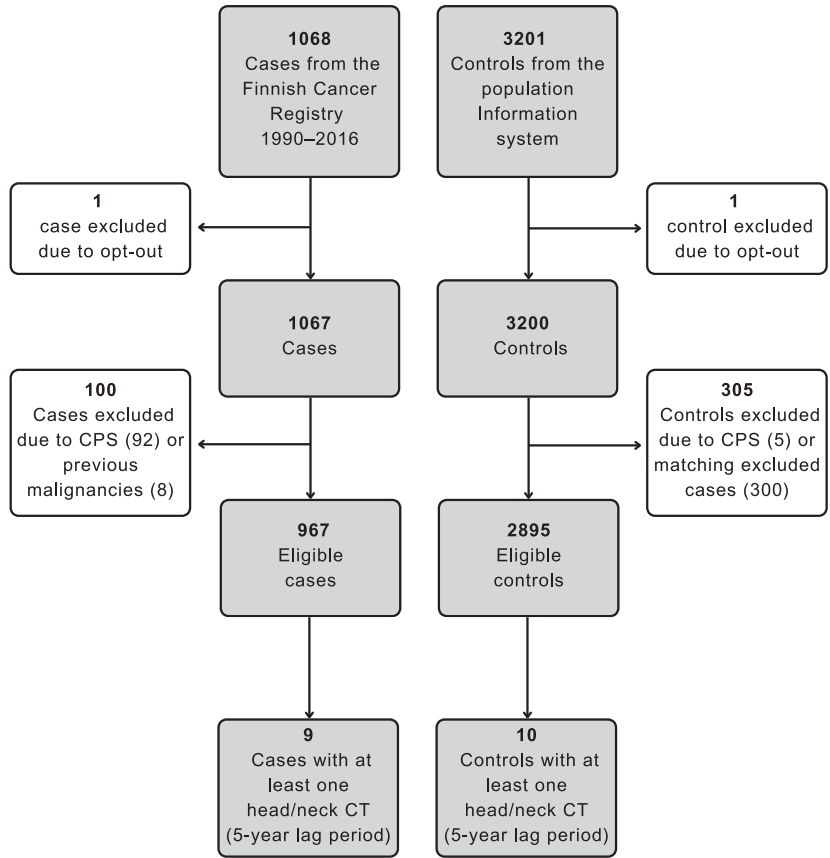 1068
Cases from the
Finnish Cancer
Registry
1990–2016
3201
Controls from the
population
Information
system
1
case excluded
due to opt-out
1
control excluded
due to opt-out
1067
Cases
3200
Controls
100
Cases excluded
due to CPS (92) or
previous
malignancies (8)
305
Controls excluded
due to CPS (5) or
matching excluded
cases (300)
967
Eligible
cases
2895
Eligible
controls
9
Cases with at
least one
head/neck CT
(5-year lag period)
10
Controls with at
least one
head/neck CT
(5-year lag period)